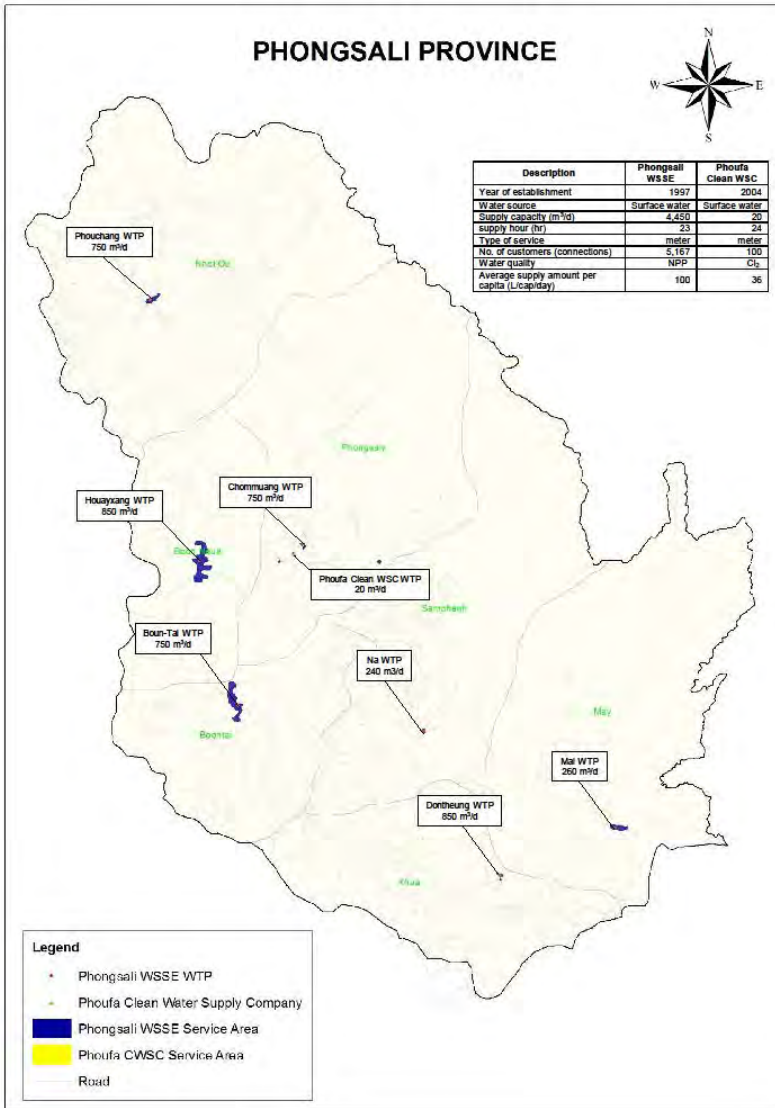 PHONGSALI PROVINCE
N
W E
S
Description Phongsali WSSE Phoufa Clean WSC
Year of establishment 1997 2004
Water source Surface water Surface water
Supply capacity (m³/d) 4,450 20
supply hour (hr) 23 24
Type of service meter meter
No. of customers (connections) 5,167 100
Water quality NPP Cl₂
Average supply amount per capita (L/cap/day) 100 36
Phouchang WTP
750 m³/d
Phongsaly
Chommuang WTP
750 m³/d
Houayxang WTP
850 m³/d
Phoufa Clean WSC WTP
20 m³/d
Samphanh
Boun-Tai WTP
750 m³/d
Na WTP
240 m3/d
May
Boontai
Mai WTP
260 m³/d
Dontheung WTP
850 m³/d
Khua
Legend
Phongsali WSSE WTP
Phoufa Clean Water Supply Company
Phongsali WSSE Service Area
Phoufa CWSC Service Area
Road